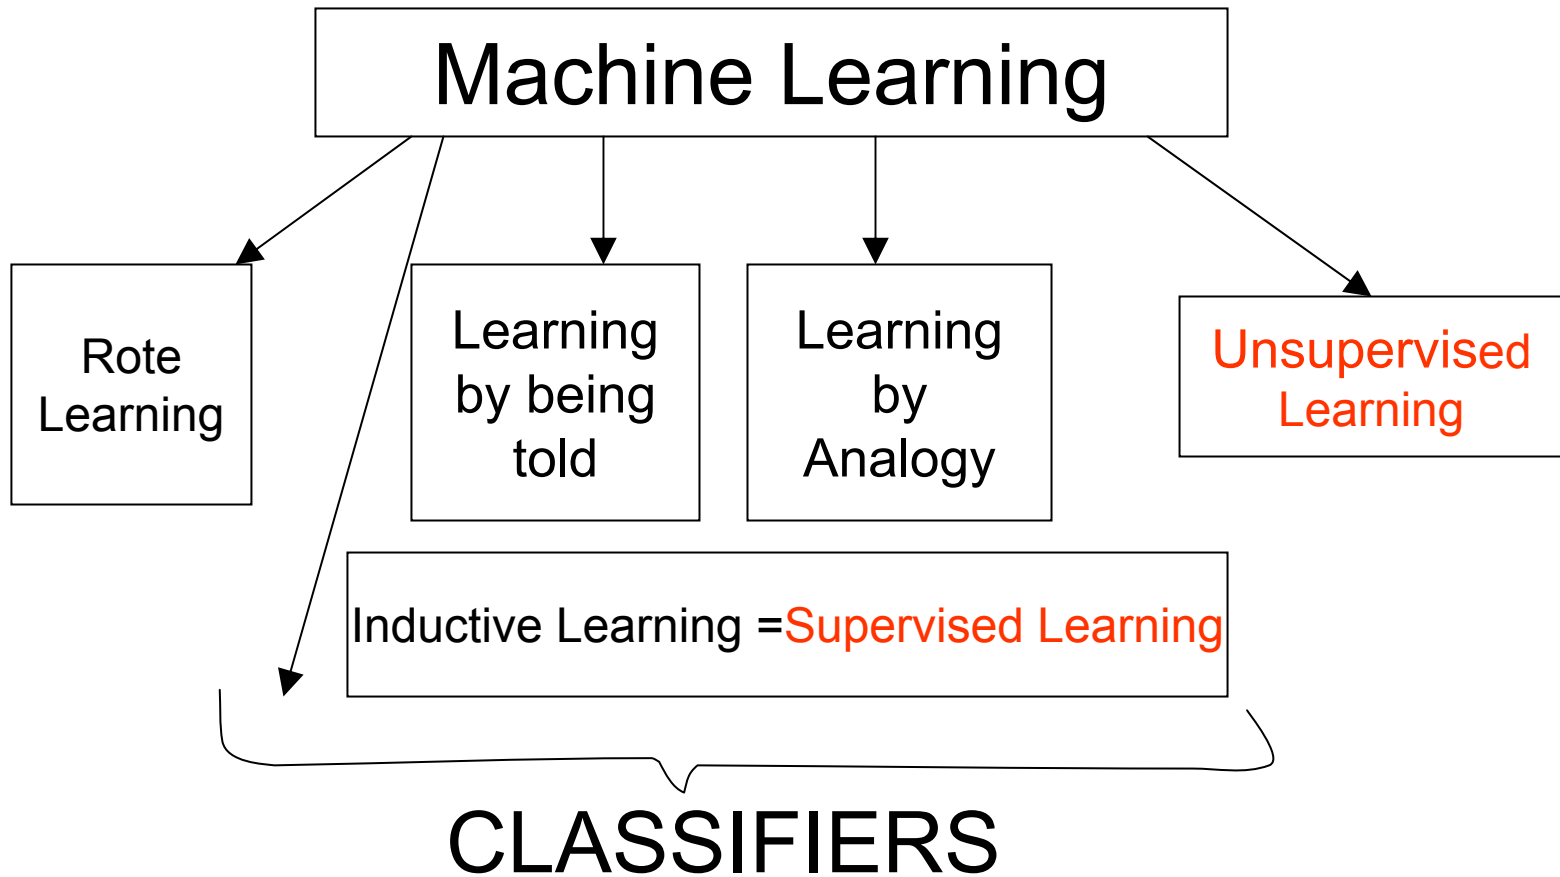 Machine Learning
Rote
Learning
Learning
by being
told
Learning
by
Analogy
Unsupervised
Learning
Inductive Learning =Supervised Learning
CLASSIFIERS